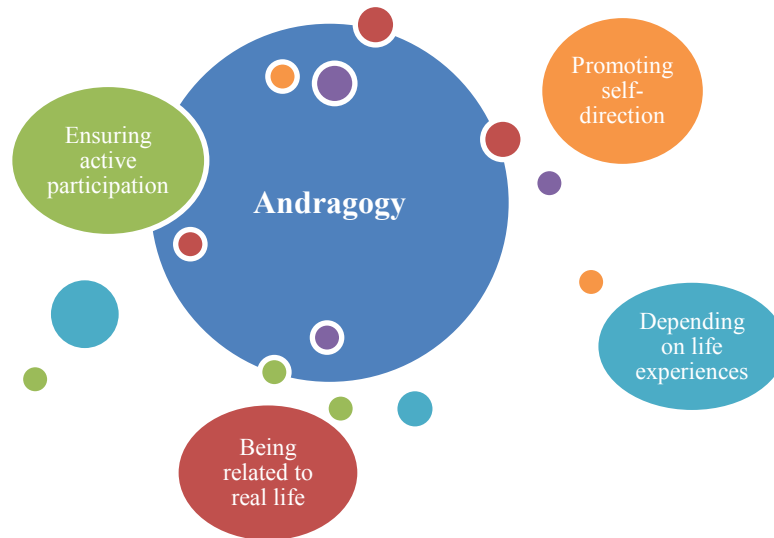 Promoting
self-
direction
Ensuring
active
participation
Andragogy
Depending
on life
experiences
Being
related to
real life